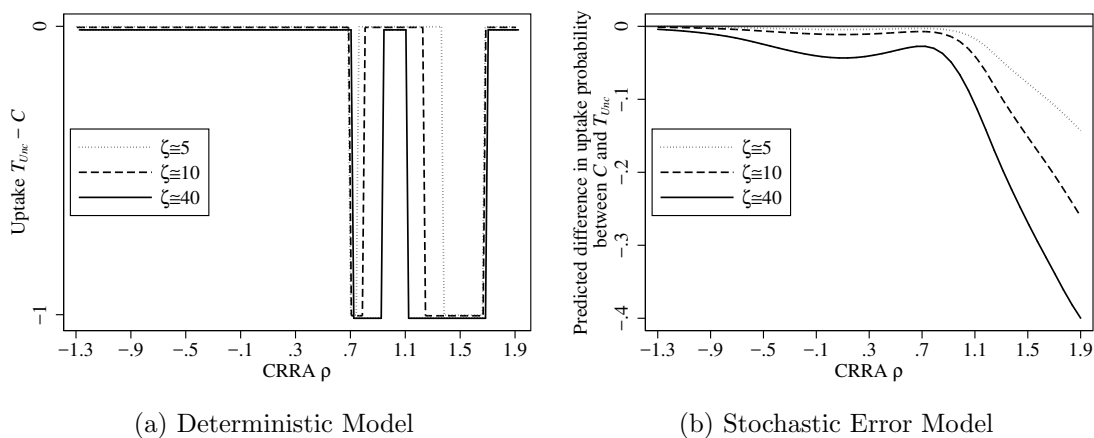 Uptake T_Unc − C
0
−1
ζ≅5
ζ≅10
ζ≅40
−1.3 −.9 −.5 −.1 .3 .7 1.1 1.5 1.9
CRRA ρ
(a) Deterministic Model
Predicted difference in uptake probability
between C and T_Unc
0
−.1
−.2
−.3
−.4
ζ≅5
ζ≅10
ζ≅40
−1.3 −.9 −.5 −.1 .3 .7 1.1 1.5 1.9
CRRA ρ
(b) Stochastic Error Model